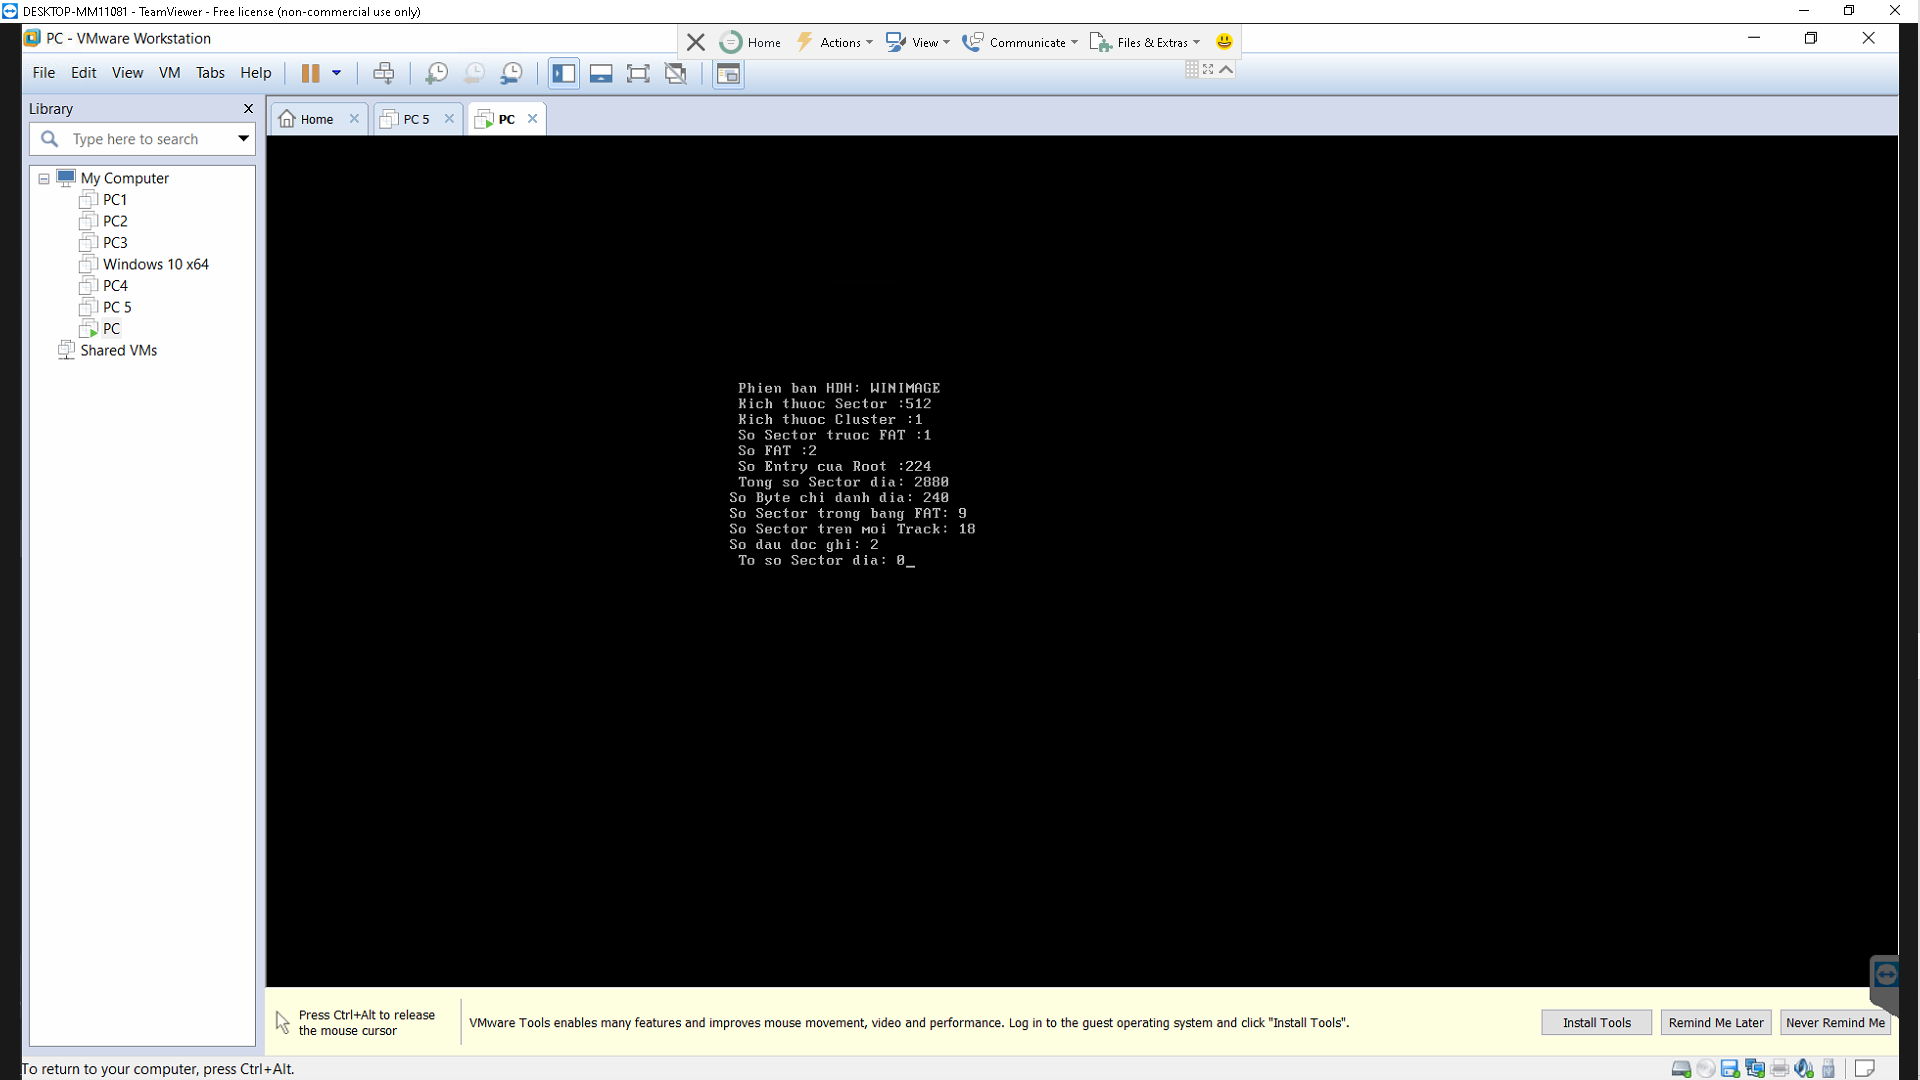 DESKTOP-MM11081 - TeamViewer - Free license (non-commercial use only)
PC - VMware Workstation
Home Actions View Communicate Files & Extras
File Edit View VM Tabs Help
Library
Type here to search
My Computer
PC1
PC2
PC3
Windows 10 x64
PC4
PC 5
PC
Shared VMs
Home PC 5 PC
Phien ban HDH: WINIMAGE
Kich thuoc Sector :512
Kich thuoc Cluster :1
So Sector truoc FAT :1
So FAT :2
So Entry cua Root :224
Tong so Sector dia: 2880
So Byte chi danh dia: 240
So Sector trong bang FAT: 9
So Sector tren moi Track: 18
So dau doc ghi: 2
To so Sector dia: 0_
Press Ctrl+Alt to release
the mouse cursor
VMware Tools enables many features and improves mouse movement, video and performance. Log in to the guest operating system and click "Install Tools".
Install Tools Remind Me Later Never Remind Me
To return to your computer, press Ctrl+Alt.